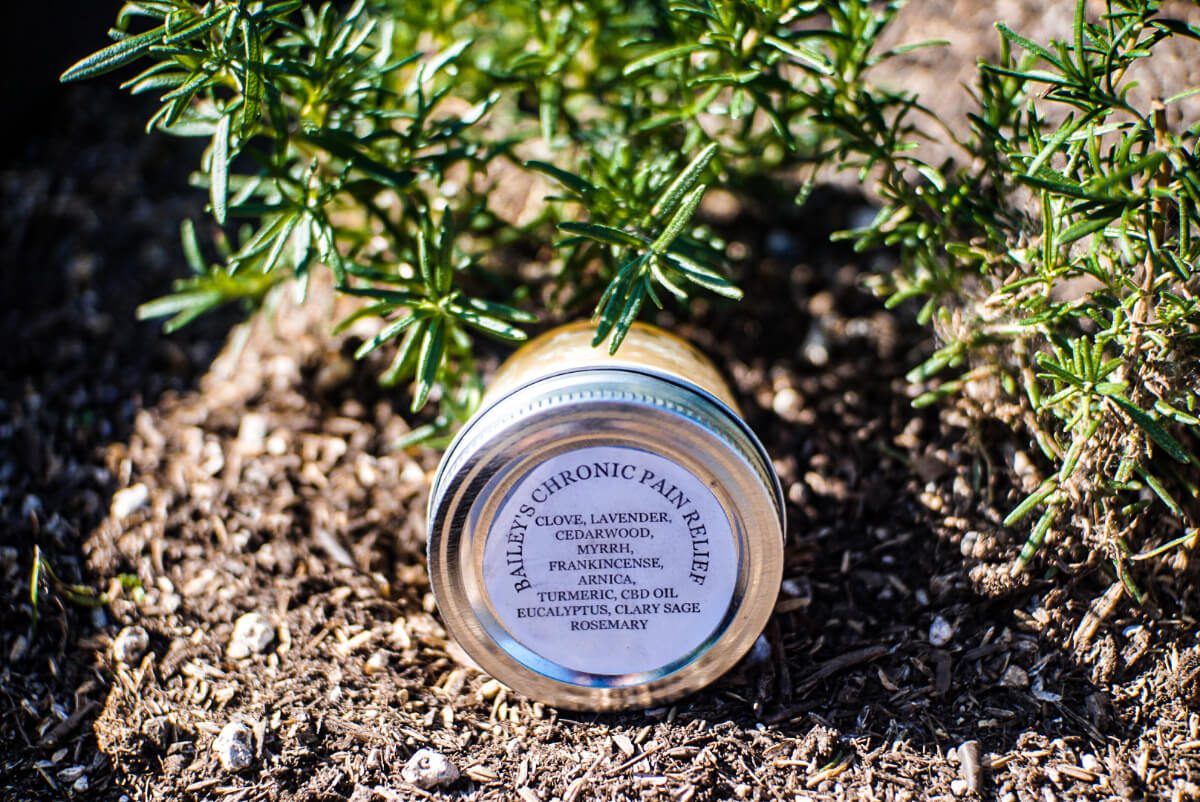 BAILEY'S CHRONIC PAIN RELIEF
CLOVE, LAVENDER,
CEDARWOOD,
MYRRH,
FRANKINCENSE,
ARNICA,
TURMERIC, CBD OIL
EUCALYPTUS, CLARY SAGE
ROSEMARY